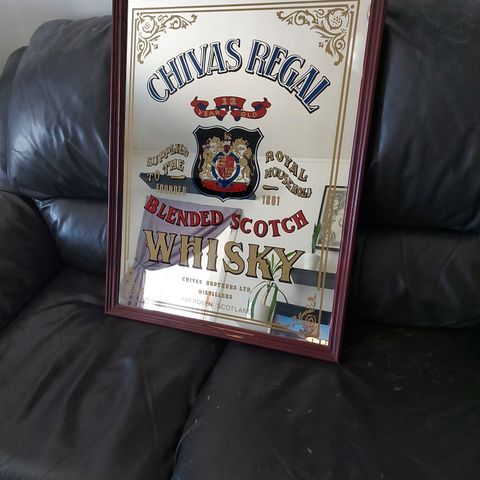 CHIVAS REGAL
12
YEAR OLD
SUPPLIED TO THE
ROYAL HOUSEHOLD
FOUNDED 1801
BLENDED SCOTCH
WHISKY
CHIVAS BROTHERS LTD.
DISTILLERS
ABERDEEN SCOTLAND